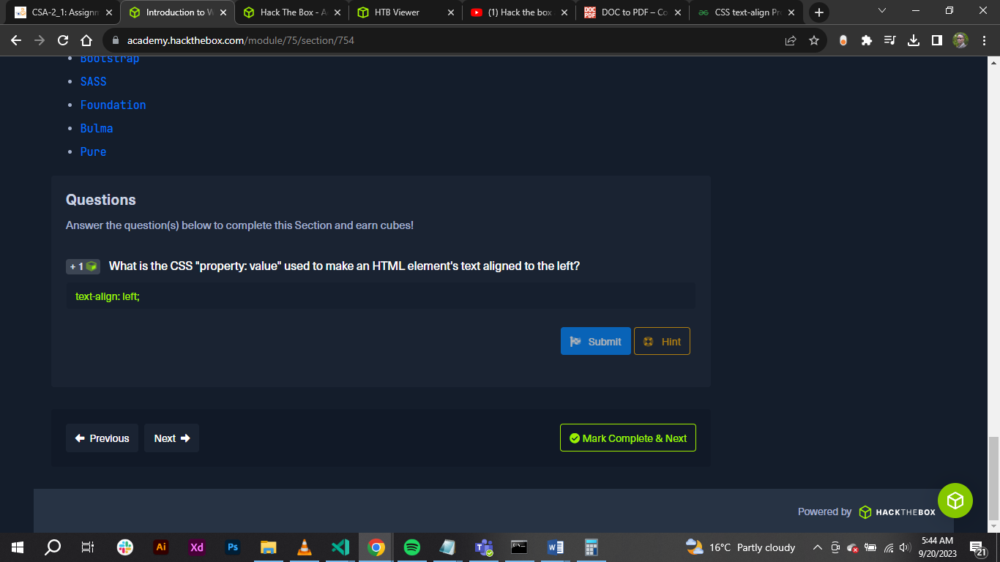 CSA-2_1: Assignm
Introduction to W
Hack The Box - A
HTB Viewer
(1) Hack the box
DOC to PDF – Co
CSS text-align Pr
academy.hackthebox.com/module/75/section/754
Bootstrap
SASS
Foundation
Bulma
Pure
Questions
Answer the question(s) below to complete this Section and earn cubes!
+ 1 What is the CSS "property: value" used to make an HTML element's text aligned to the left?
text-align: left;
Submit Hint
Previous Next Mark Complete & Next
Powered by HACKTHEBOX
Ai Xd Ps 16°C Partly cloudy 5:44 AM
9/20/2023 21